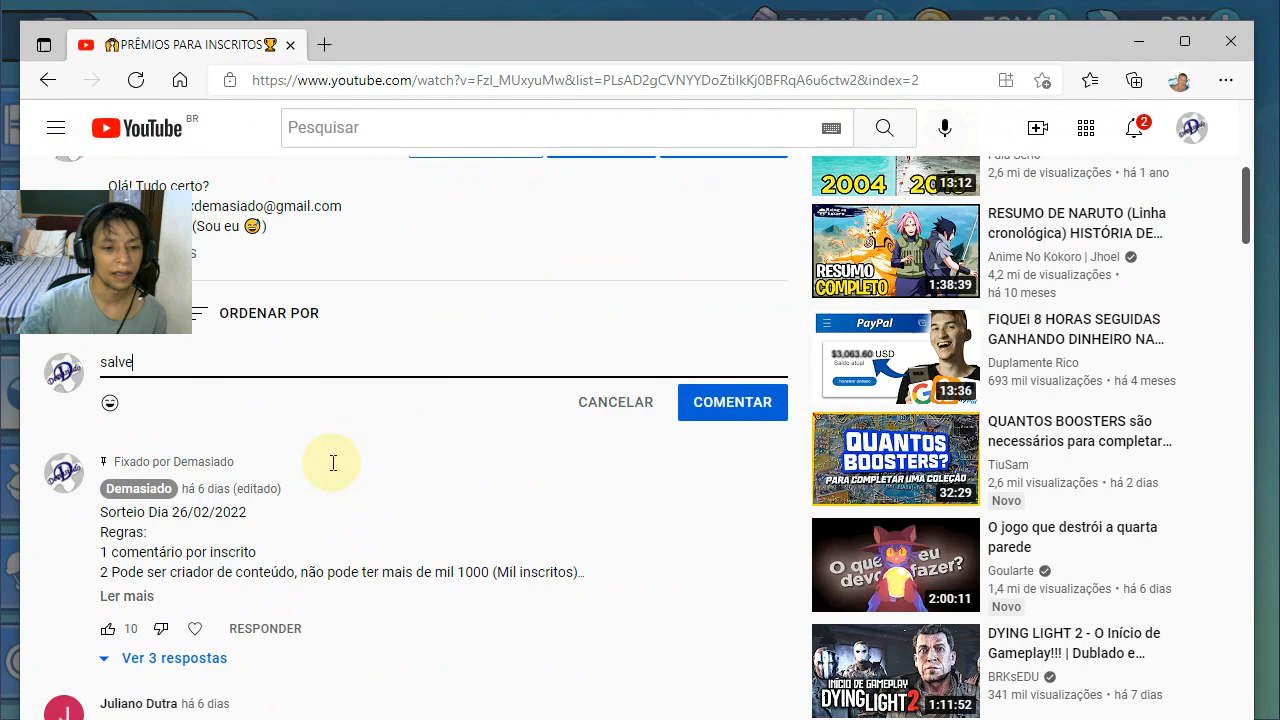 PRÊMIOS PARA INSCRITOS
https://www.youtube.com/watch?v=FzI_MUxyuMw&list=PLsAD2gCVNYYDoZtiIkKj0BFRqA6u6ctw2&index=2
YouTube BR
Pesquisar
2
Olá! Tudo certo?
xdemasiado@gmail.com
(Sou eu 😅)
ORDENAR POR
salve
CANCELAR
COMENTAR
Fixado por Demasiado
Demasiado há 6 dias (editado)
Sorteio Dia 26/02/2022
Regras:
1 comentário por inscrito
2 Pode ser criador de conteúdo, não pode ter mais de mil 1000 (Mil inscritos)...
Ler mais
10
RESPONDER
Ver 3 respostas
J
Juliano Dutra há 6 dias
2004
13:12
2,6 mi de visualizações • há 1 ano
RESUMO
COMPLETO
1:38:39
RESUMO DE NARUTO (Linha
cronológica) HISTÓRIA DE...
Anime No Kokoro | Jhoel
4,2 mi de visualizações •
há 10 meses
PayPal
$3,063.60 USD
13:36
FIQUEI 8 HORAS SEGUIDAS
GANHANDO DINHEIRO NA...
Duplamente Rico
693 mil visualizações • há 4 meses
QUANTOS
BOOSTERS?
PARA COMPLETAR UMA COLEÇÃO
32:29
QUANTOS BOOSTERS são
necessários para completar...
TiuSam
2,6 mil visualizações • há 2 dias
Novo
O que eu
devo fazer?
2:00:11
O jogo que destrói a quarta
parede
Goularte
1,4 mi de visualizações • há 6 dias
Novo
INÍCIO DE GAMEPLAY
DYING LIGHT 2
1:11:52
DYING LIGHT 2 - O Início de
Gameplay!!! | Dublado e...
BRKsEDU
341 mil visualizações • há 7 dias